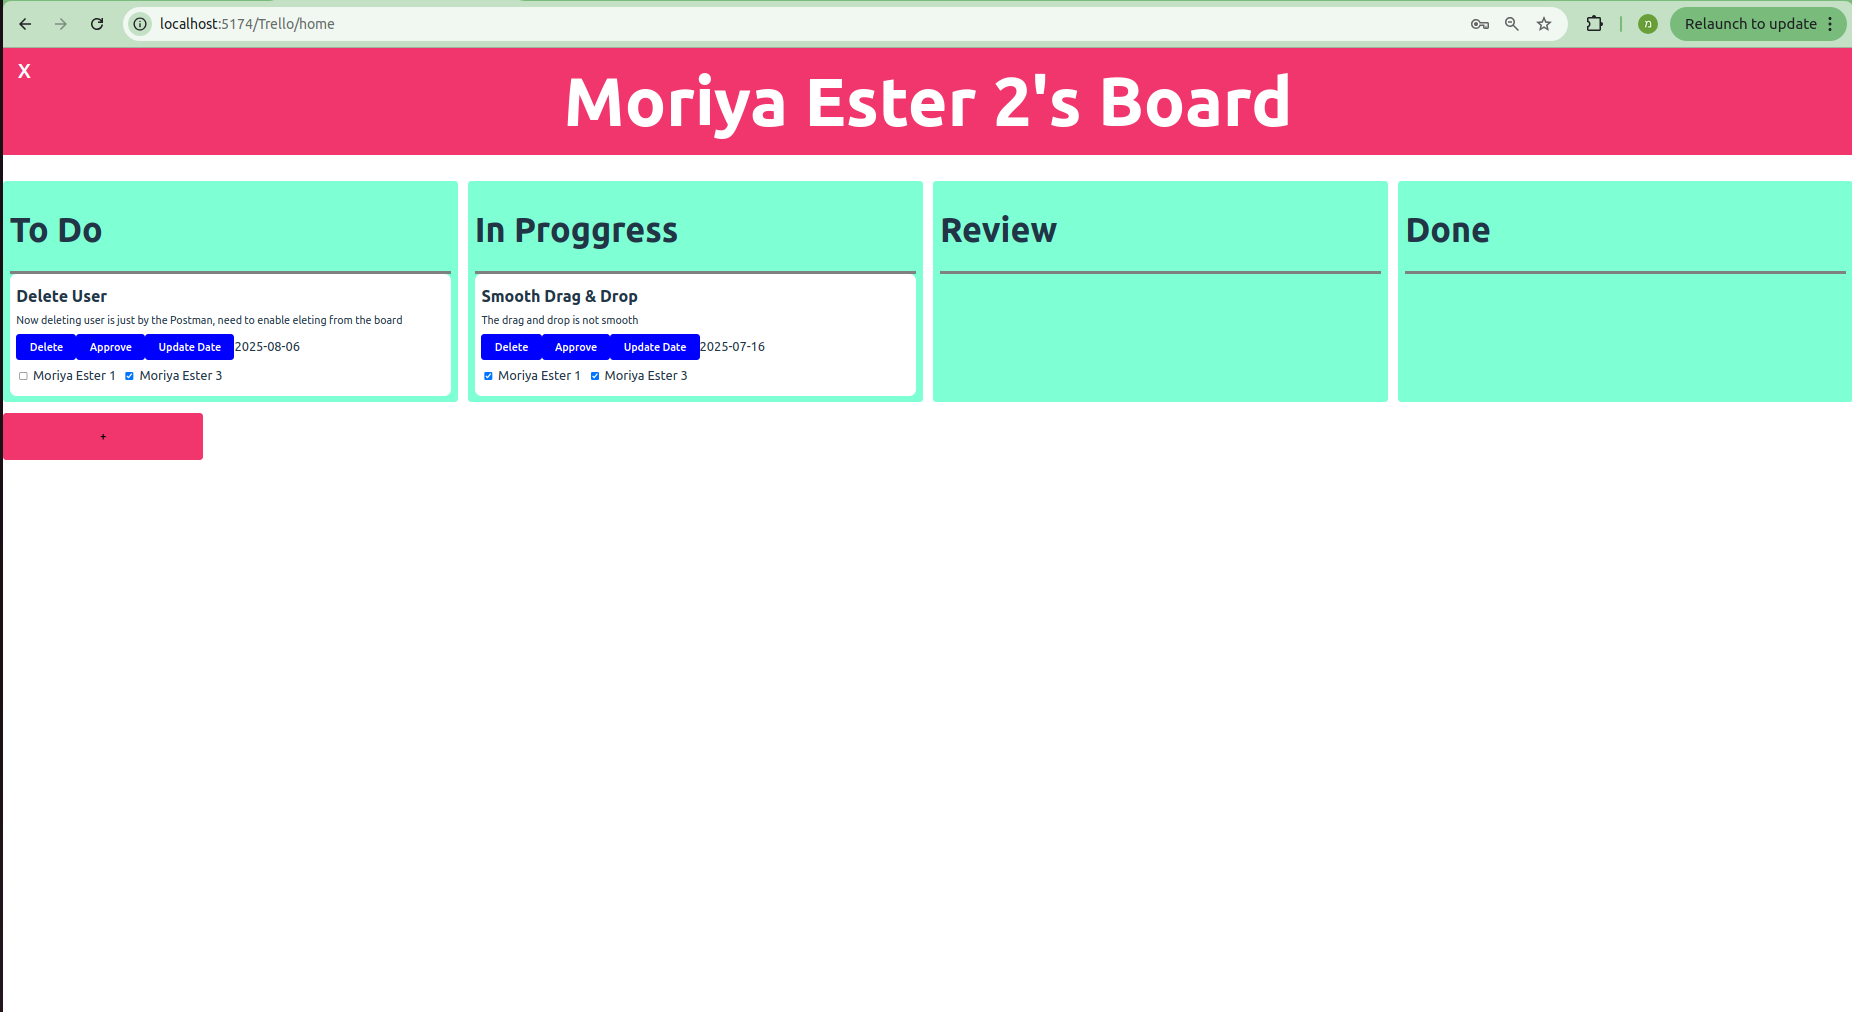 localhost:5174/Trello/home
מ
Relaunch to update
X
Moriya Ester 2's Board
To Do
Delete User
Now deleting user is just by the Postman, need to enable eleting from the board
Delete Approve Update Date 2025-08-06
Moriya Ester 1 Moriya Ester 3
+
In Proggress
Smooth Drag & Drop
The drag and drop is not smooth
Delete Approve Update Date 2025-07-16
Moriya Ester 1 Moriya Ester 3
Review
Done